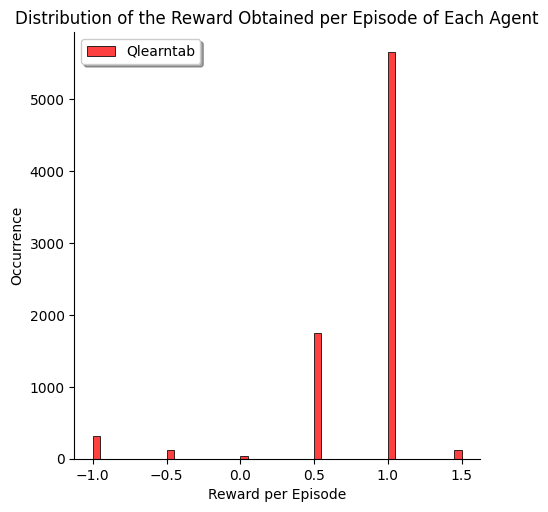 Distribution of the Reward Obtained per Episode of Each Agent
Qlearntab
5000
4000
3000
2000
1000
0
Occurrence
−1.0 −0.5 0.0 0.5 1.0 1.5
Reward per Episode